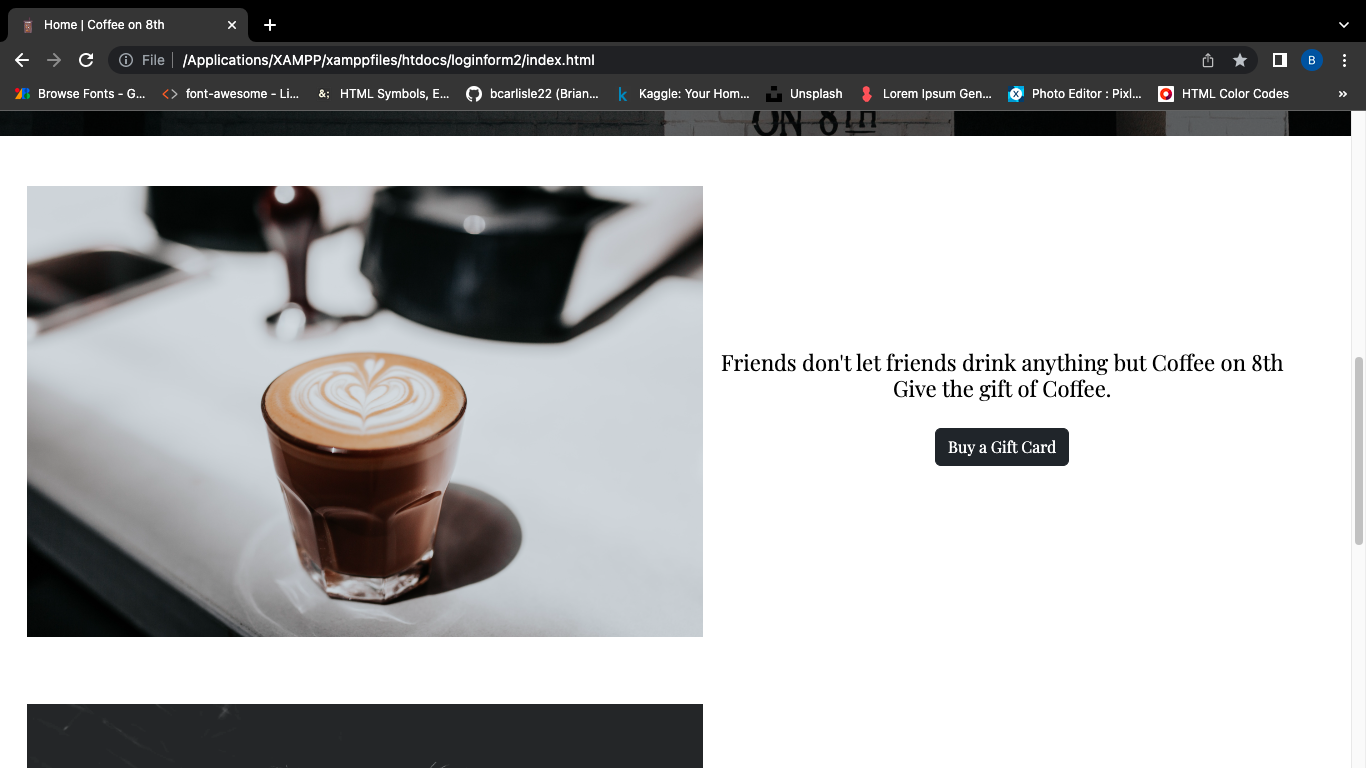 Home | Coffee on 8th
File
/Applications/XAMPP/xamppfiles/htdocs/loginform2/index.html
B
Browse Fonts - G...
font-awesome - Li...
&; HTML Symbols, E...
bcarlisle22 (Brian...
k Kaggle: Your Hom...
Unsplash
Lorem Ipsum Gen...
Photo Editor : Pixl...
HTML Color Codes
»
ON 8TH
Friends don't let friends drink anything but Coffee on 8th
Give the gift of Coffee.
Buy a Gift Card